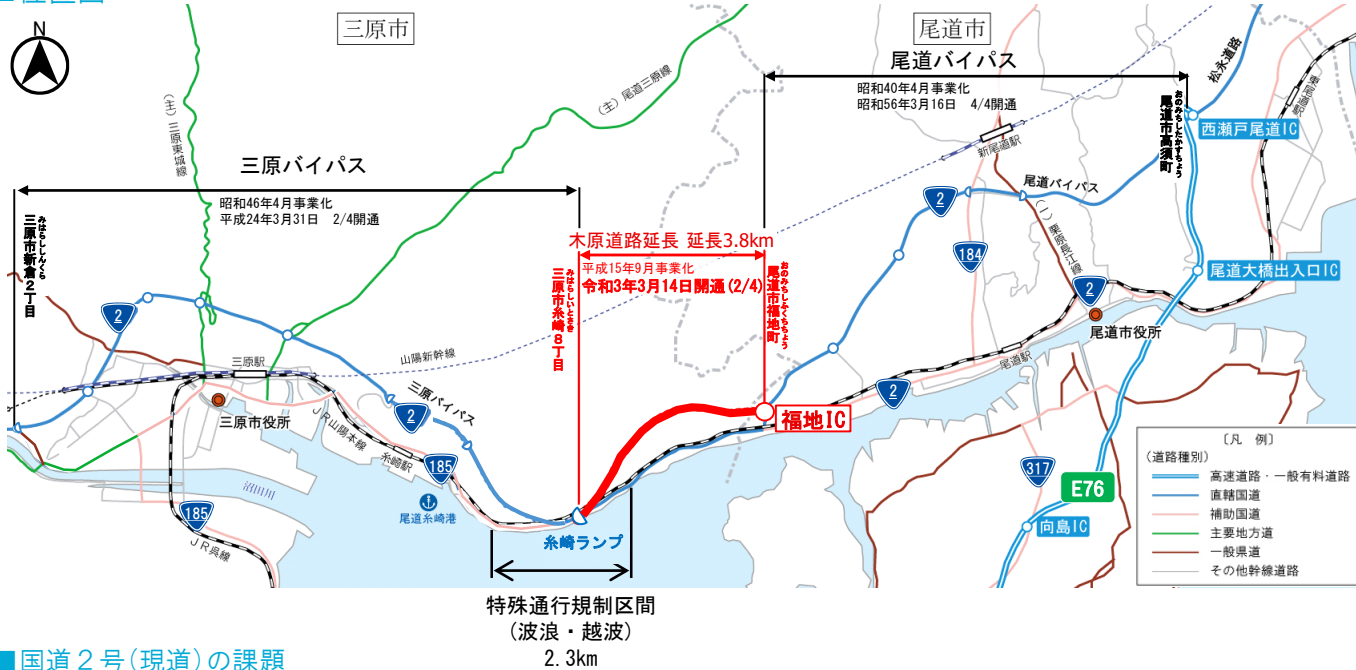 N
三原市
尾道市
尾道バイパス
昭和40年4月事業化
昭和56年3月16日　4/4開通
松永道路
東尾道駅
おのみちしたかすちょう
尾道市高須町
西瀬戸尾道IC
(主)三原東城線
(主)尾道三原線
新尾道駅
尾道バイパス
2
184
(一)栗原長江線
三原バイパス
昭和46年4月事業化
平成24年3月31日　2/4開通
みはらししんくら
三原市新倉2丁目
木原道路延長 延長3.8km
平成15年9月事業化
令和3年3月14日開通(2/4)
みはらしいとさき
三原市糸崎8丁目
おのみちしふくちちょう
尾道市福地町
尾道大橋出入口IC
2
2
尾道市役所
尾道駅
山陽新幹線
三原駅
三原バイパス
2
2
三原市役所
JR山陽本線
糸崎駅
185
福地IC
沼田川
185
JR呉線
尾道糸崎港
糸崎ランプ
317
E76
向島IC
〔凡　例〕
(道路種別)
高速道路・一般有料道路
直轄国道
補助国道
主要地方道
一般県道
その他幹線道路
特殊通行規制区間
(波浪・越波)
2.3km
■国道2号(現道)の課題